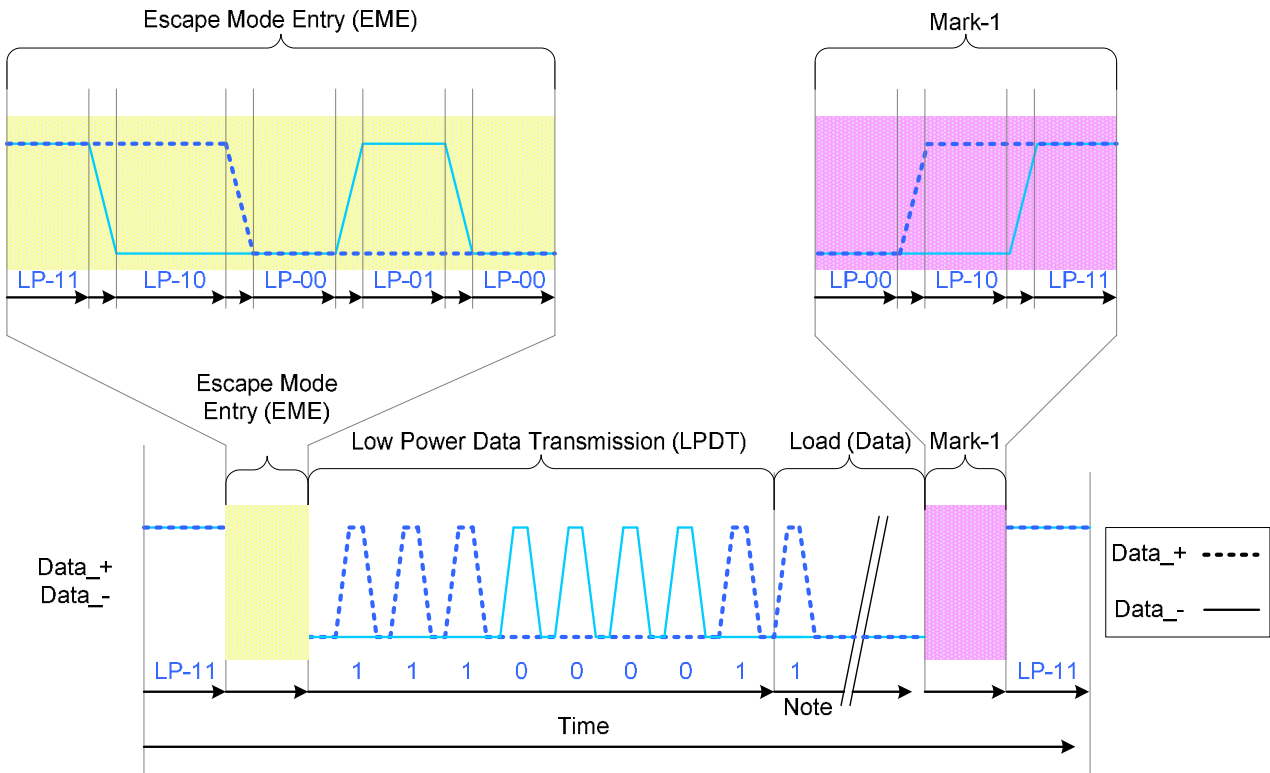 Escape Mode Entry (EME)
Mark-1
LP-11 LP-10 LP-00 LP-01 LP-00
LP-00 LP-10 LP-11
Escape Mode
Entry (EME)
Low Power Data Transmission (LPDT)
Load (Data)
Mark-1
Data_+
Data_-
Data_+
Data_-
LP-11 1 1 1 0 0 0 0 1 1 LP-11
Note
Time